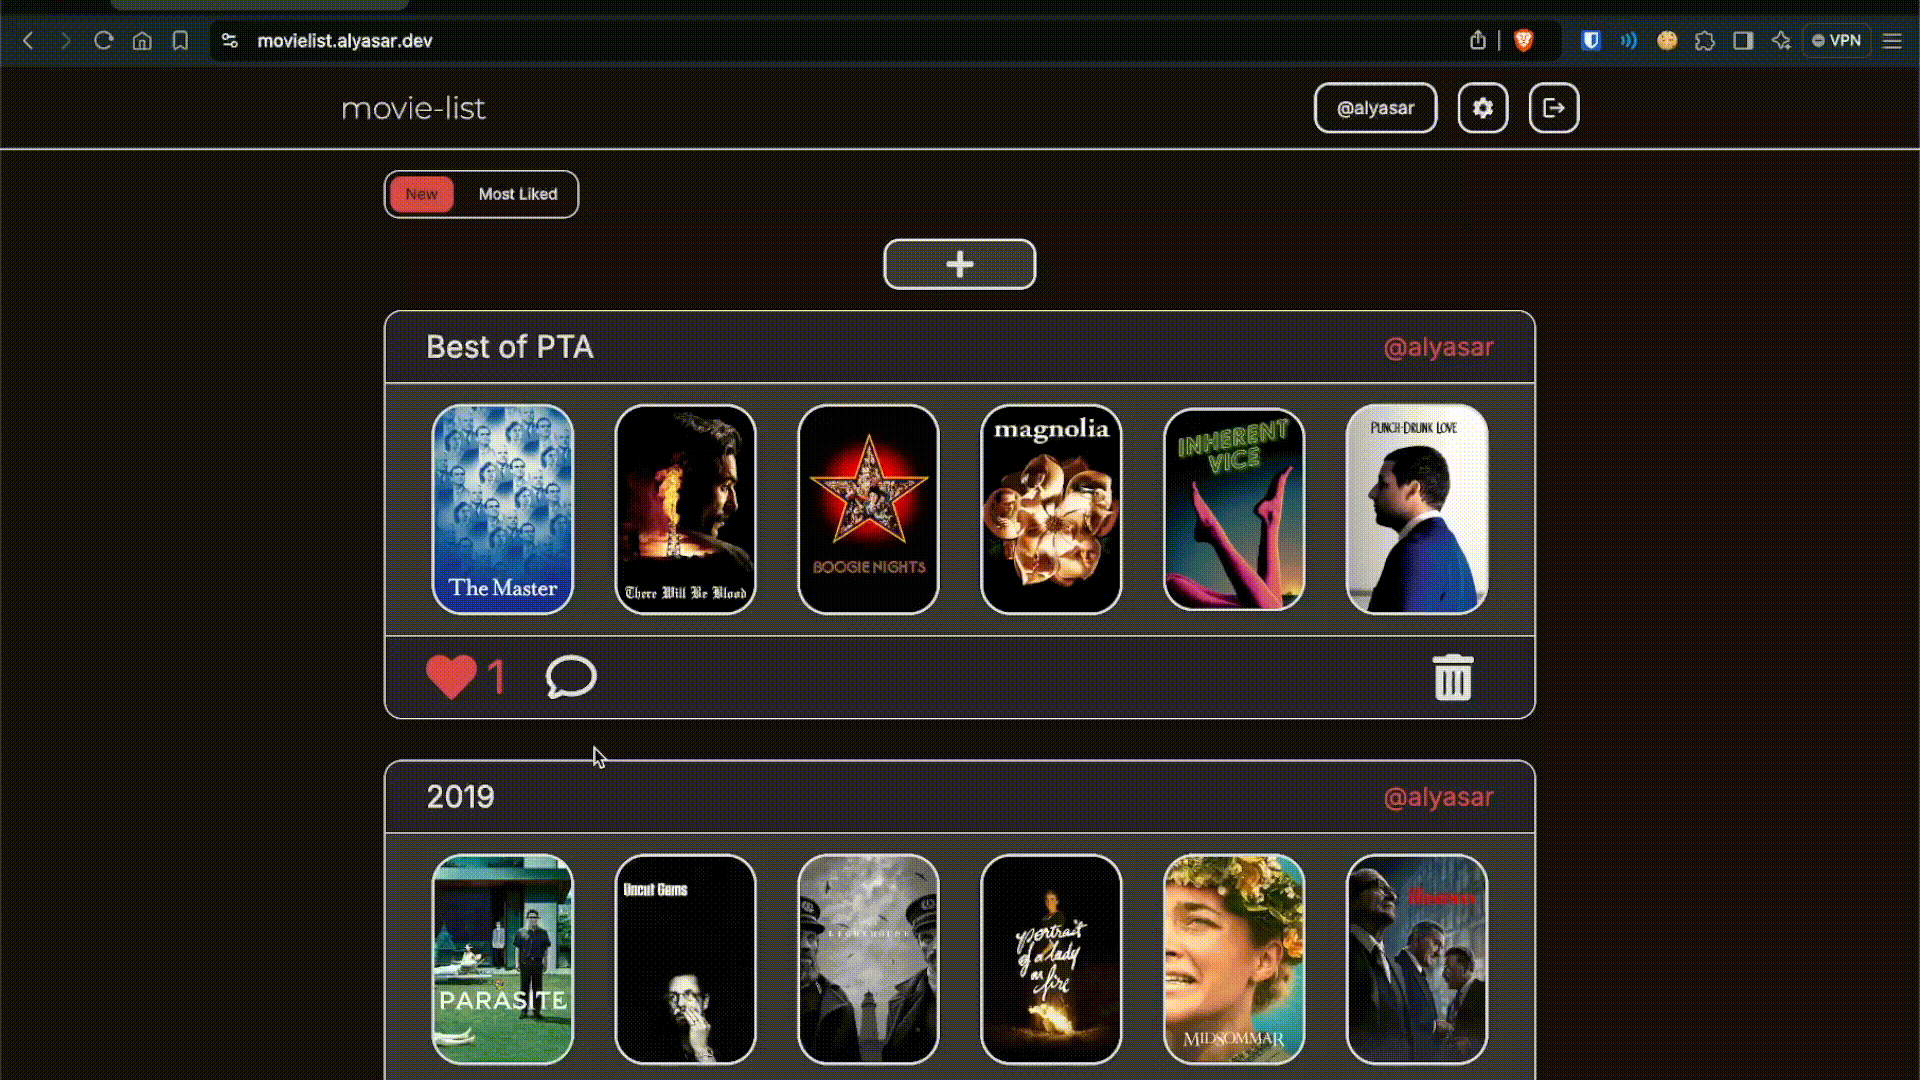 movielist.alyasar.dev
VPN
movie-list
@alyasar
New
Most Liked
Best of PTA
@alyasar
The Master
There Will Be Blood
BOOGIE NIGHTS
magnolia
INHERENT
VICE
PUNCH-DRUNK LOVE
1
2019
@alyasar
PARASITE
Uncut Gems
LIGHTHOUSE
portrait
of a lady
on fire
MIDSOMMAR